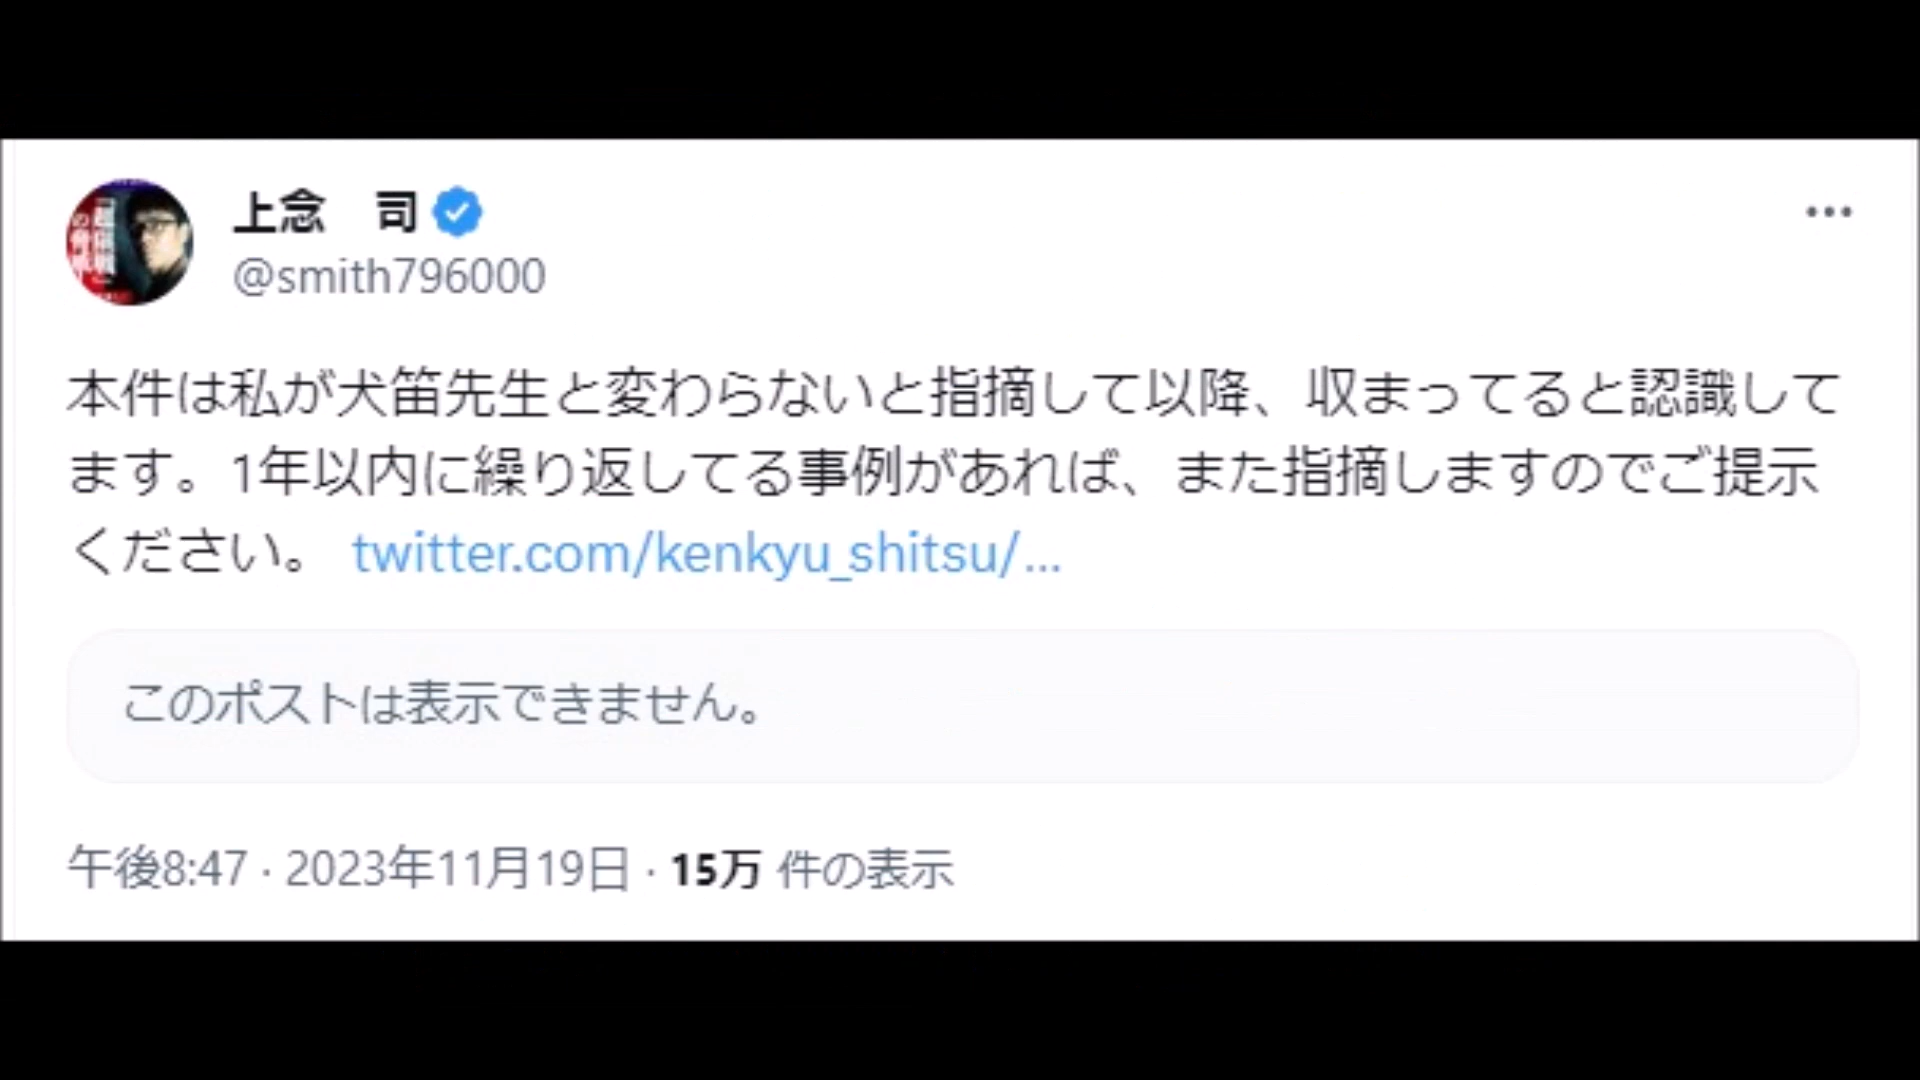 上念　司
@smith796000
本件は私が犬笛先生と変わらないと指摘して以降、収まってると認識して
ます。1年以内に繰り返してる事例があれば、また指摘しますのでご提示
ください。 twitter.com/kenkyu_shitsu/…
このポストは表示できません。
午後8:47 · 2023年11月19日 · 15万 件の表示